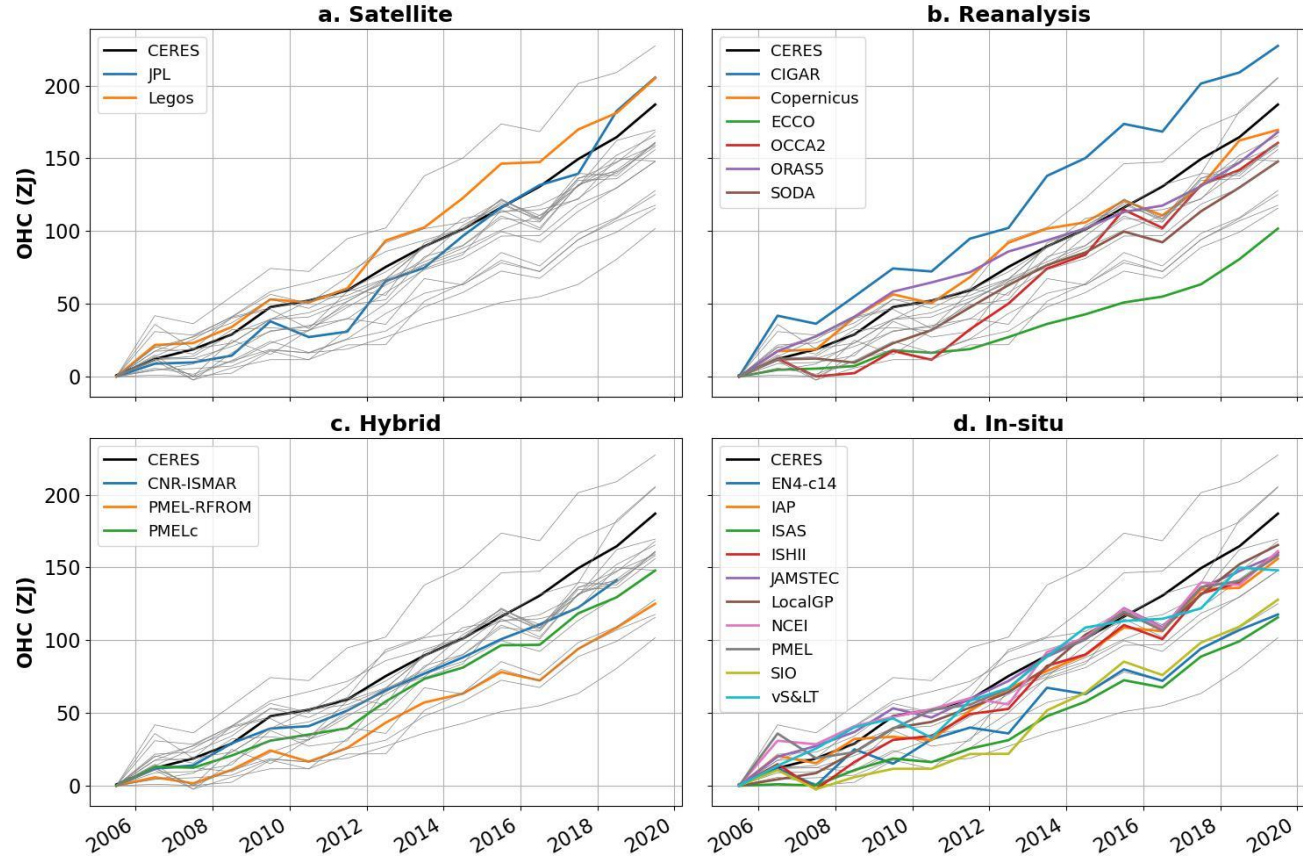 a. Satellite
b. Reanalysis
CERES
JPL
Legos
CERES
CIGAR
Copernicus
ECCO
OCCA2
ORAS5
SODA
OHC (ZJ)
200
150
100
50
0
c. Hybrid
d. In-situ
CERES
CNR-ISMAR
PMEL-RFROM
PMELc
CERES
EN4-c14
IAP
ISAS
ISHII
JAMSTEC
LocalGP
NCEI
PMEL
SIO
vS&LT
OHC (ZJ)
200
150
100
50
0
2006 2008 2010 2012 2014 2016 2018 2020
2006 2008 2010 2012 2014 2016 2018 2020